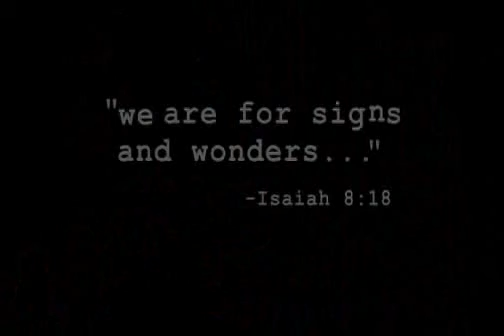 "we are for signs
and wonders..."
-Isaiah 8:18